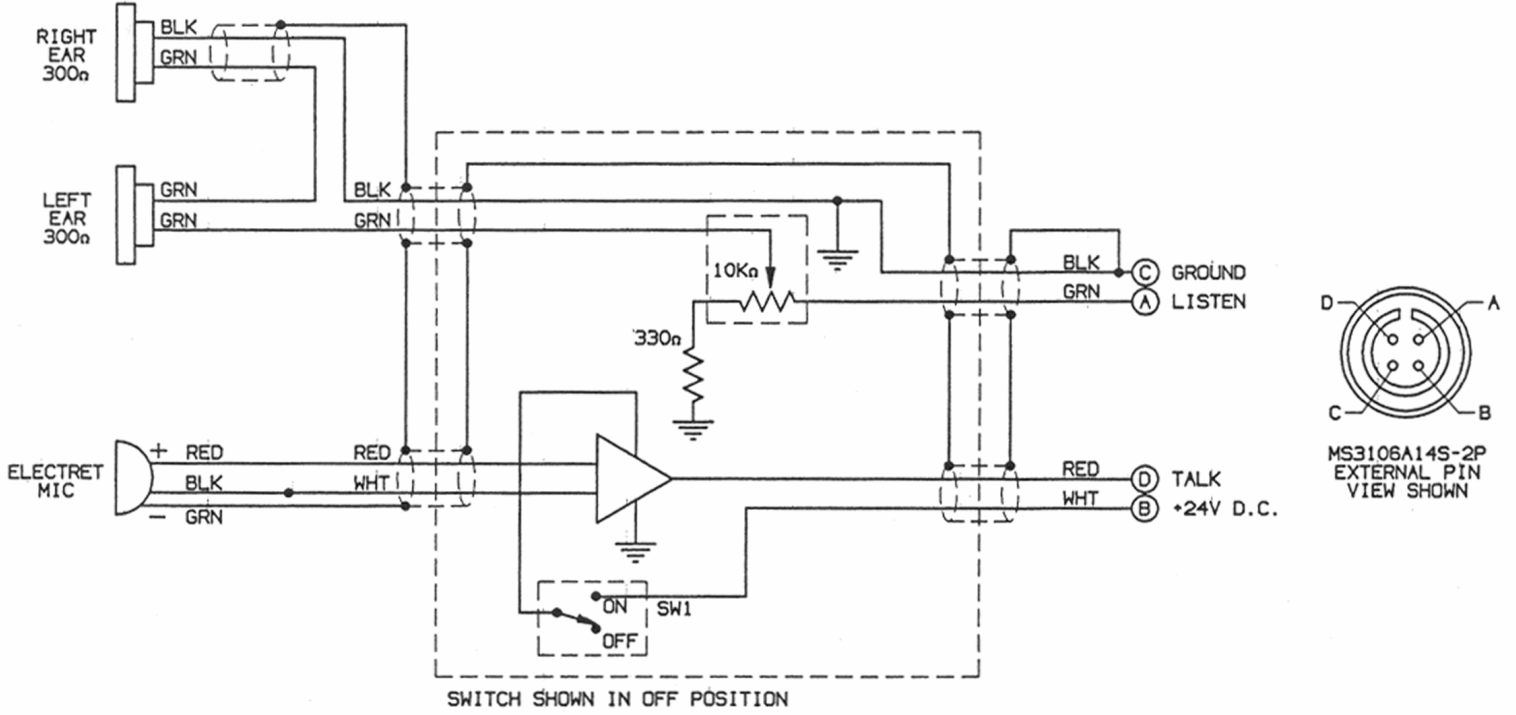 RIGHT
EAR
300Ω
BLK
GRN
LEFT
EAR
300Ω
GRN
GRN
BLK
GRN
10KΩ
330Ω
BLK
C
GROUND
GRN
A
LISTEN
D
A
C
B
MS3106A14S-2P
EXTERNAL PIN
VIEW SHOWN
ELECTRET
MIC
+
RED
BLK
–
GRN
RED
WHT
RED
D
TALK
WHT
B
+24V D.C.
ON
SW1
OFF
SWITCH SHOWN IN OFF POSITION